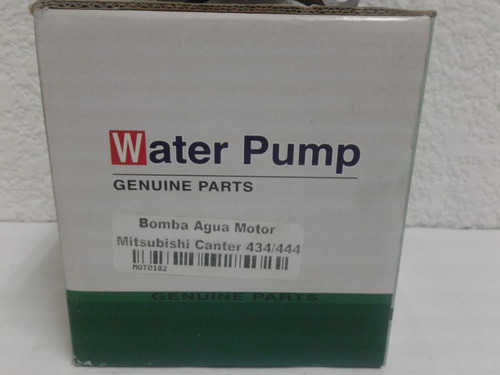 Water Pump
GENUINE PARTS
Bomba Agua Motor
Mitsubishi Canter 434/444
MOT0182
GENUINE PARTS